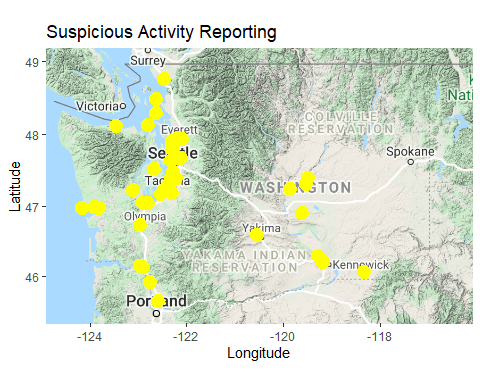 Suspicious Activity Reporting
49
48
47
46
Latitude
Surrey
Victoria
Everett
Seattle
Tacoma
Olympia
COLVILLE
RESERVATION
Spokane
WASHINGTON
Yakima
YAKAMA INDIAN
RESERVATION
Kennewick
Portland
-124
-122
-120
-118
Longitude